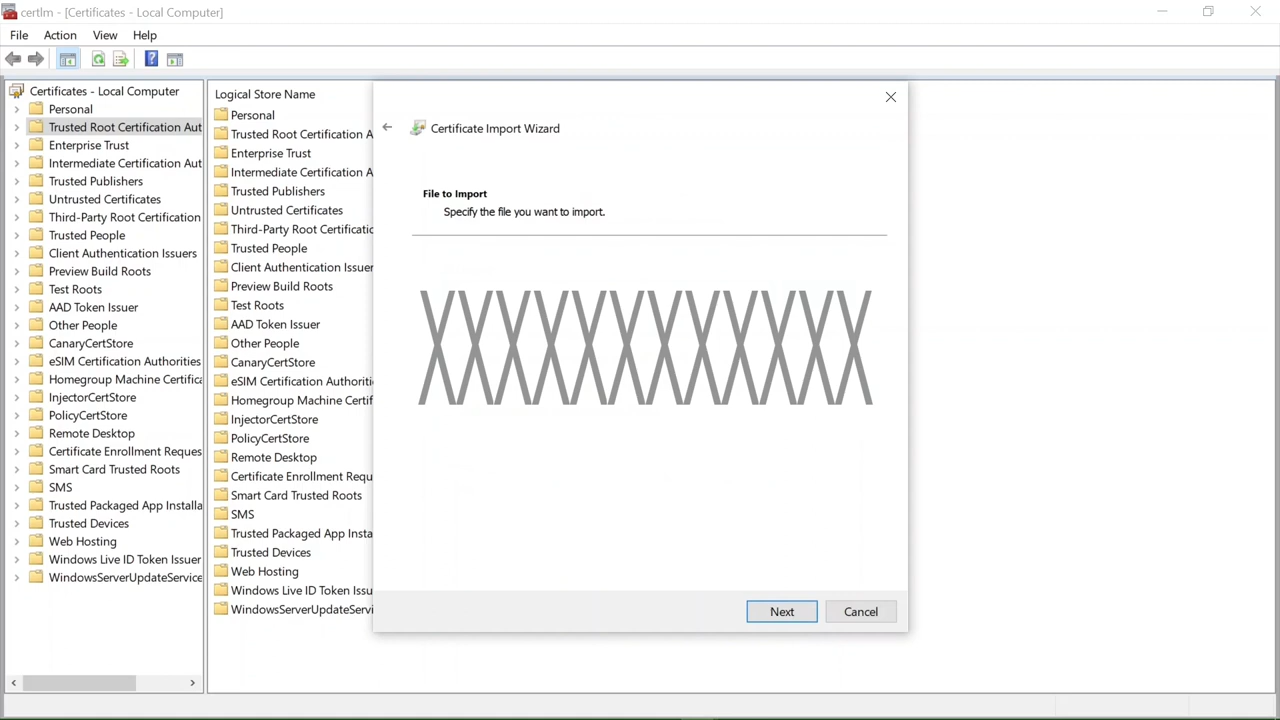 certlm - [Certificates - Local Computer]
File Action View Help
Certificates - Local Computer
Personal
Trusted Root Certification Aut
Enterprise Trust
Intermediate Certification Aut
Trusted Publishers
Untrusted Certificates
Third-Party Root Certification
Trusted People
Client Authentication Issuers
Preview Build Roots
Test Roots
AAD Token Issuer
Other People
CanaryCertStore
eSIM Certification Authorities
Homegroup Machine Certifica
InjectorCertStore
PolicyCertStore
Remote Desktop
Certificate Enrollment Reques
Smart Card Trusted Roots
SMS
Trusted Packaged App Installa
Trusted Devices
Web Hosting
Windows Live ID Token Issuer
WindowsServerUpdateService
Logical Store Name
Personal
Trusted Root Certification A
Enterprise Trust
Intermediate Certification A
Trusted Publishers
Untrusted Certificates
Third-Party Root Certificatio
Trusted People
Client Authentication Issuer
Preview Build Roots
Test Roots
AAD Token Issuer
Other People
CanaryCertStore
eSIM Certification Authoriti
Homegroup Machine Certif
InjectorCertStore
PolicyCertStore
Remote Desktop
Certificate Enrollment Requ
Smart Card Trusted Roots
SMS
Trusted Packaged App Insta
Trusted Devices
Web Hosting
Windows Live ID Token Issu
WindowsServerUpdateServi
Certificate Import Wizard
File to Import
Specify the file you want to import.
XXXXXXXXXXXX
Next Cancel